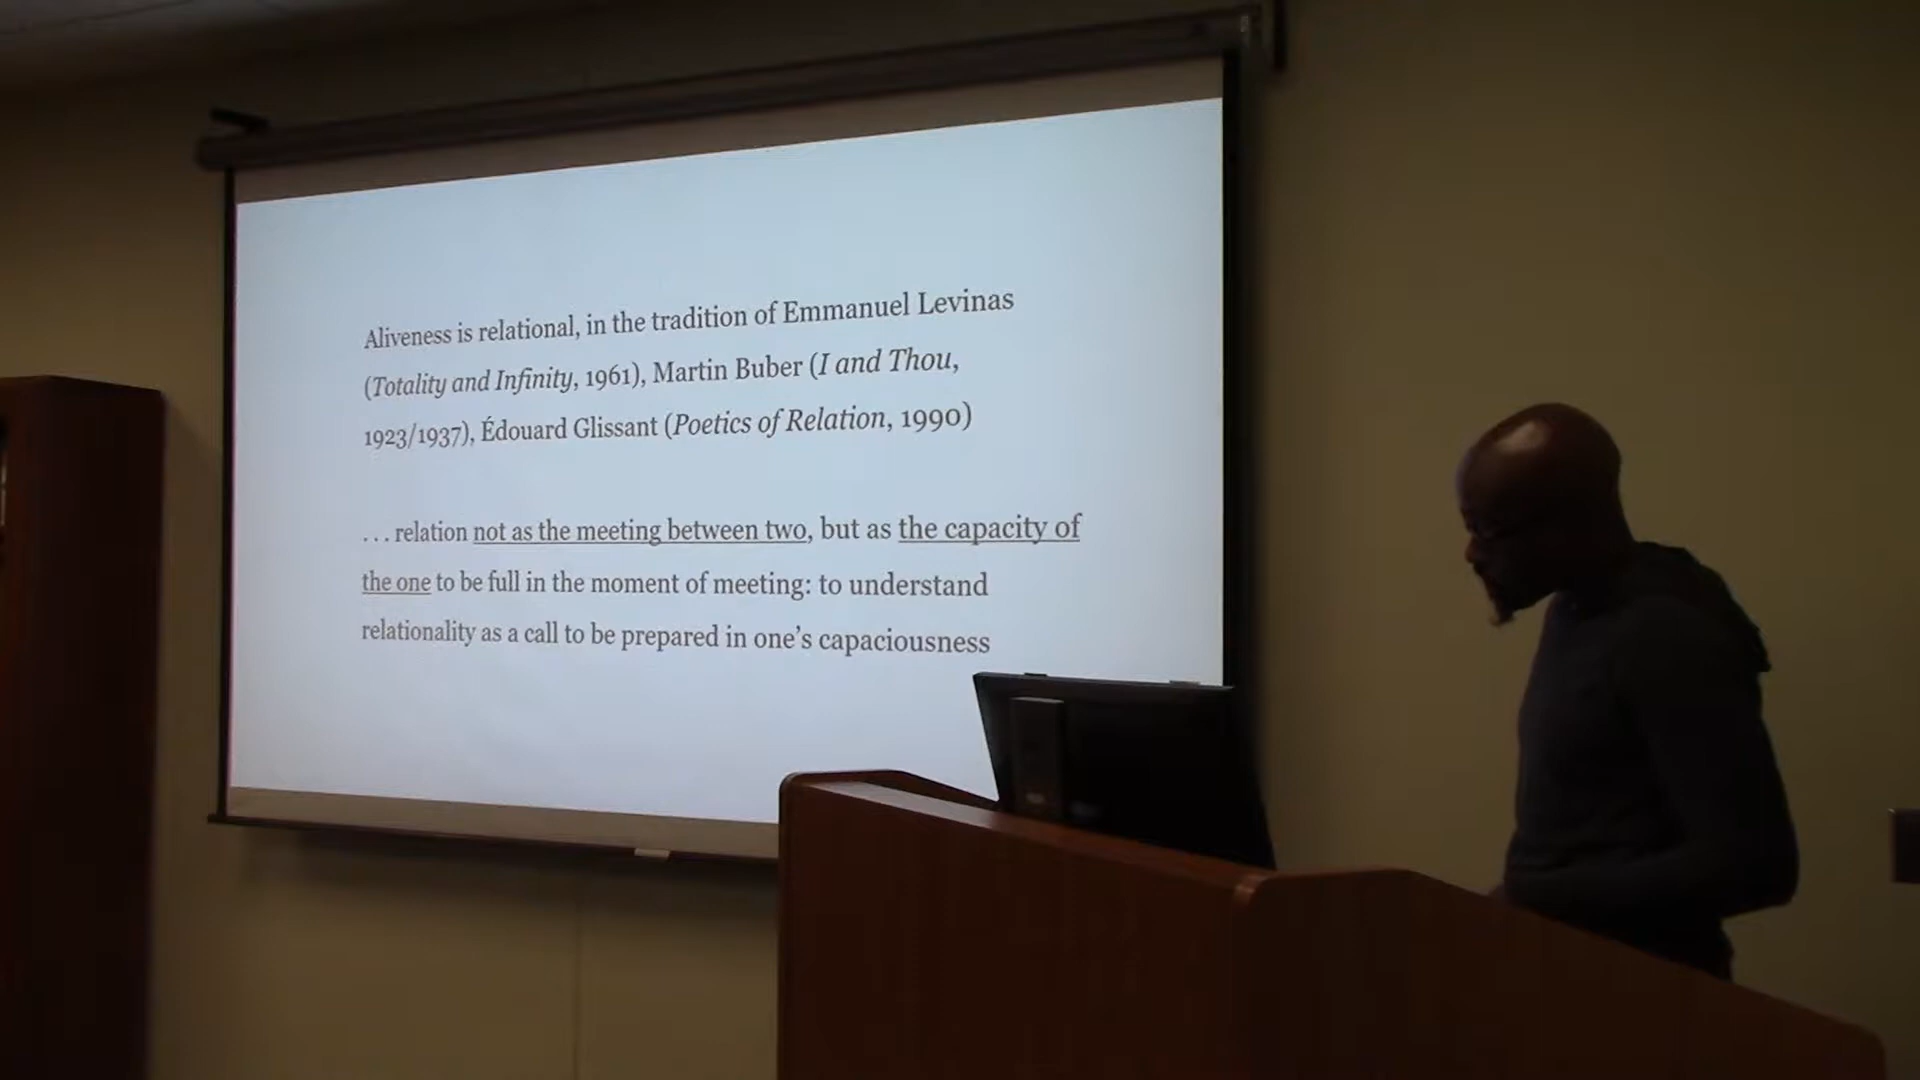 Aliveness is relational, in the tradition of Emmanuel Levinas
(Totality and Infinity, 1961), Martin Buber (I and Thou,
1923/1937), Édouard Glissant (Poetics of Relation, 1990)
. . . relation not as the meeting between two, but as the capacity of
the one to be full in the moment of meeting: to understand
relationality as a call to be prepared in one’s capaciousness